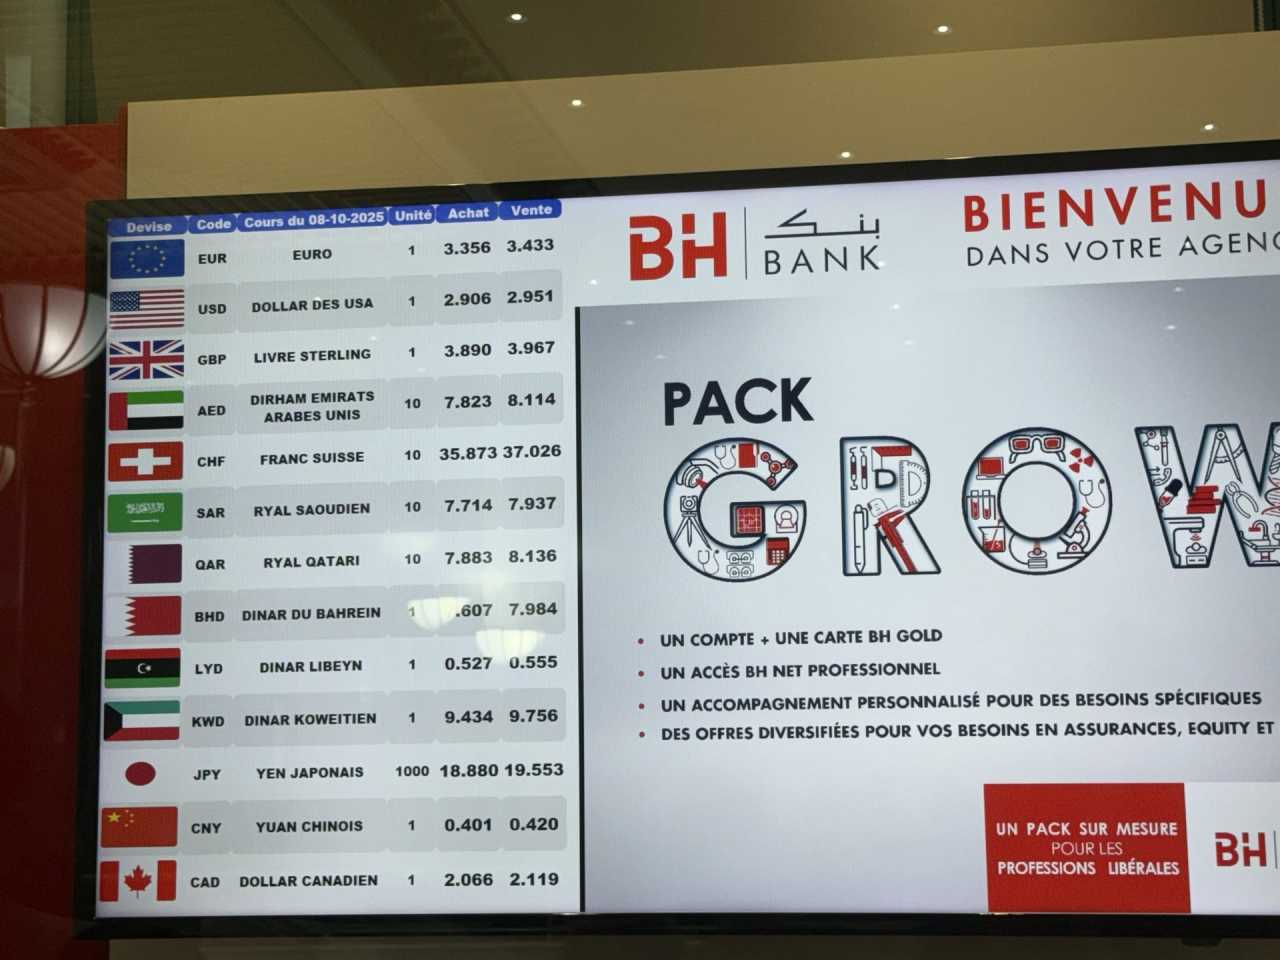 Devise Code Cours du 08-10-2025 Unité Achat Vente
EUR EURO 1 3.356 3.433
USD DOLLAR DES USA 1 2.906 2.951
GBP LIVRE STERLING 1 3.890 3.967
AED DIRHAM EMIRATS ARABES UNIS 10 7.823 8.114
CHF FRANC SUISSE 10 35.873 37.026
SAR RYAL SAOUDIEN 10 7.714 7.937
QAR RYAL QATARI 10 7.883 8.136
BHD DINAR DU BAHREIN 1 .607 7.984
LYD DINAR LIBEYN 1 0.527 0.555
KWD DINAR KOWEITIEN 1 9.434 9.756
JPY YEN JAPONAIS 1000 18.880 19.553
CNY YUAN CHINOIS 1 0.401 0.420
CAD DOLLAR CANADIEN 1 2.066 2.119
BH بنك
BANK
BIENVENU
DANS VOTRE AGENC
PACK
GROW
• UN COMPTE + UNE CARTE BH GOLD
• UN ACCÈS BH NET PROFESSIONNEL
• UN ACCOMPAGNEMENT PERSONNALISÉ POUR DES BESOINS SPÉCIFIQUES
• DES OFFRES DIVERSIFIÉES POUR VOS BESOINS EN ASSURANCES, EQUITY ET
UN PACK SUR MESURE
POUR LES
PROFESSIONS LIBÉRALES
BH